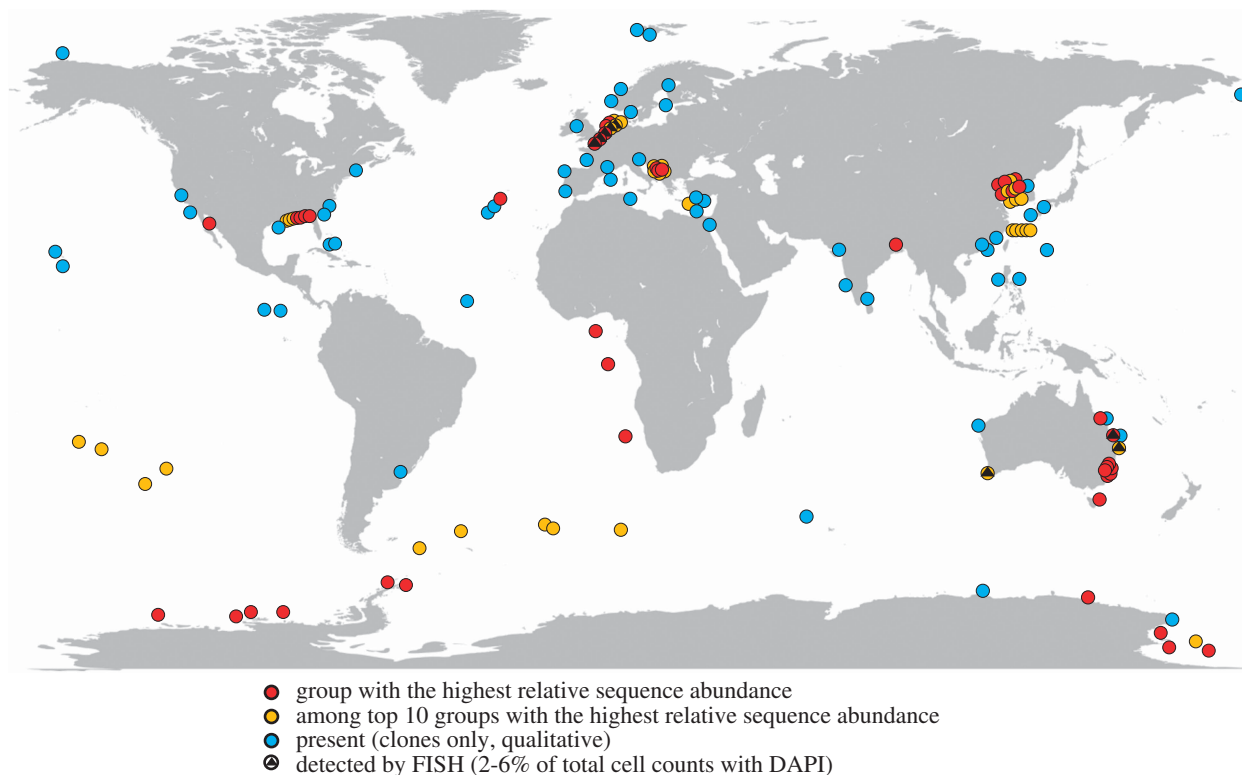 group with the highest relative sequence abundance
among top 10 groups with the highest relative sequence abundance
present (clones only, qualitative)
detected by FISH (2-6% of total cell counts with DAPI)